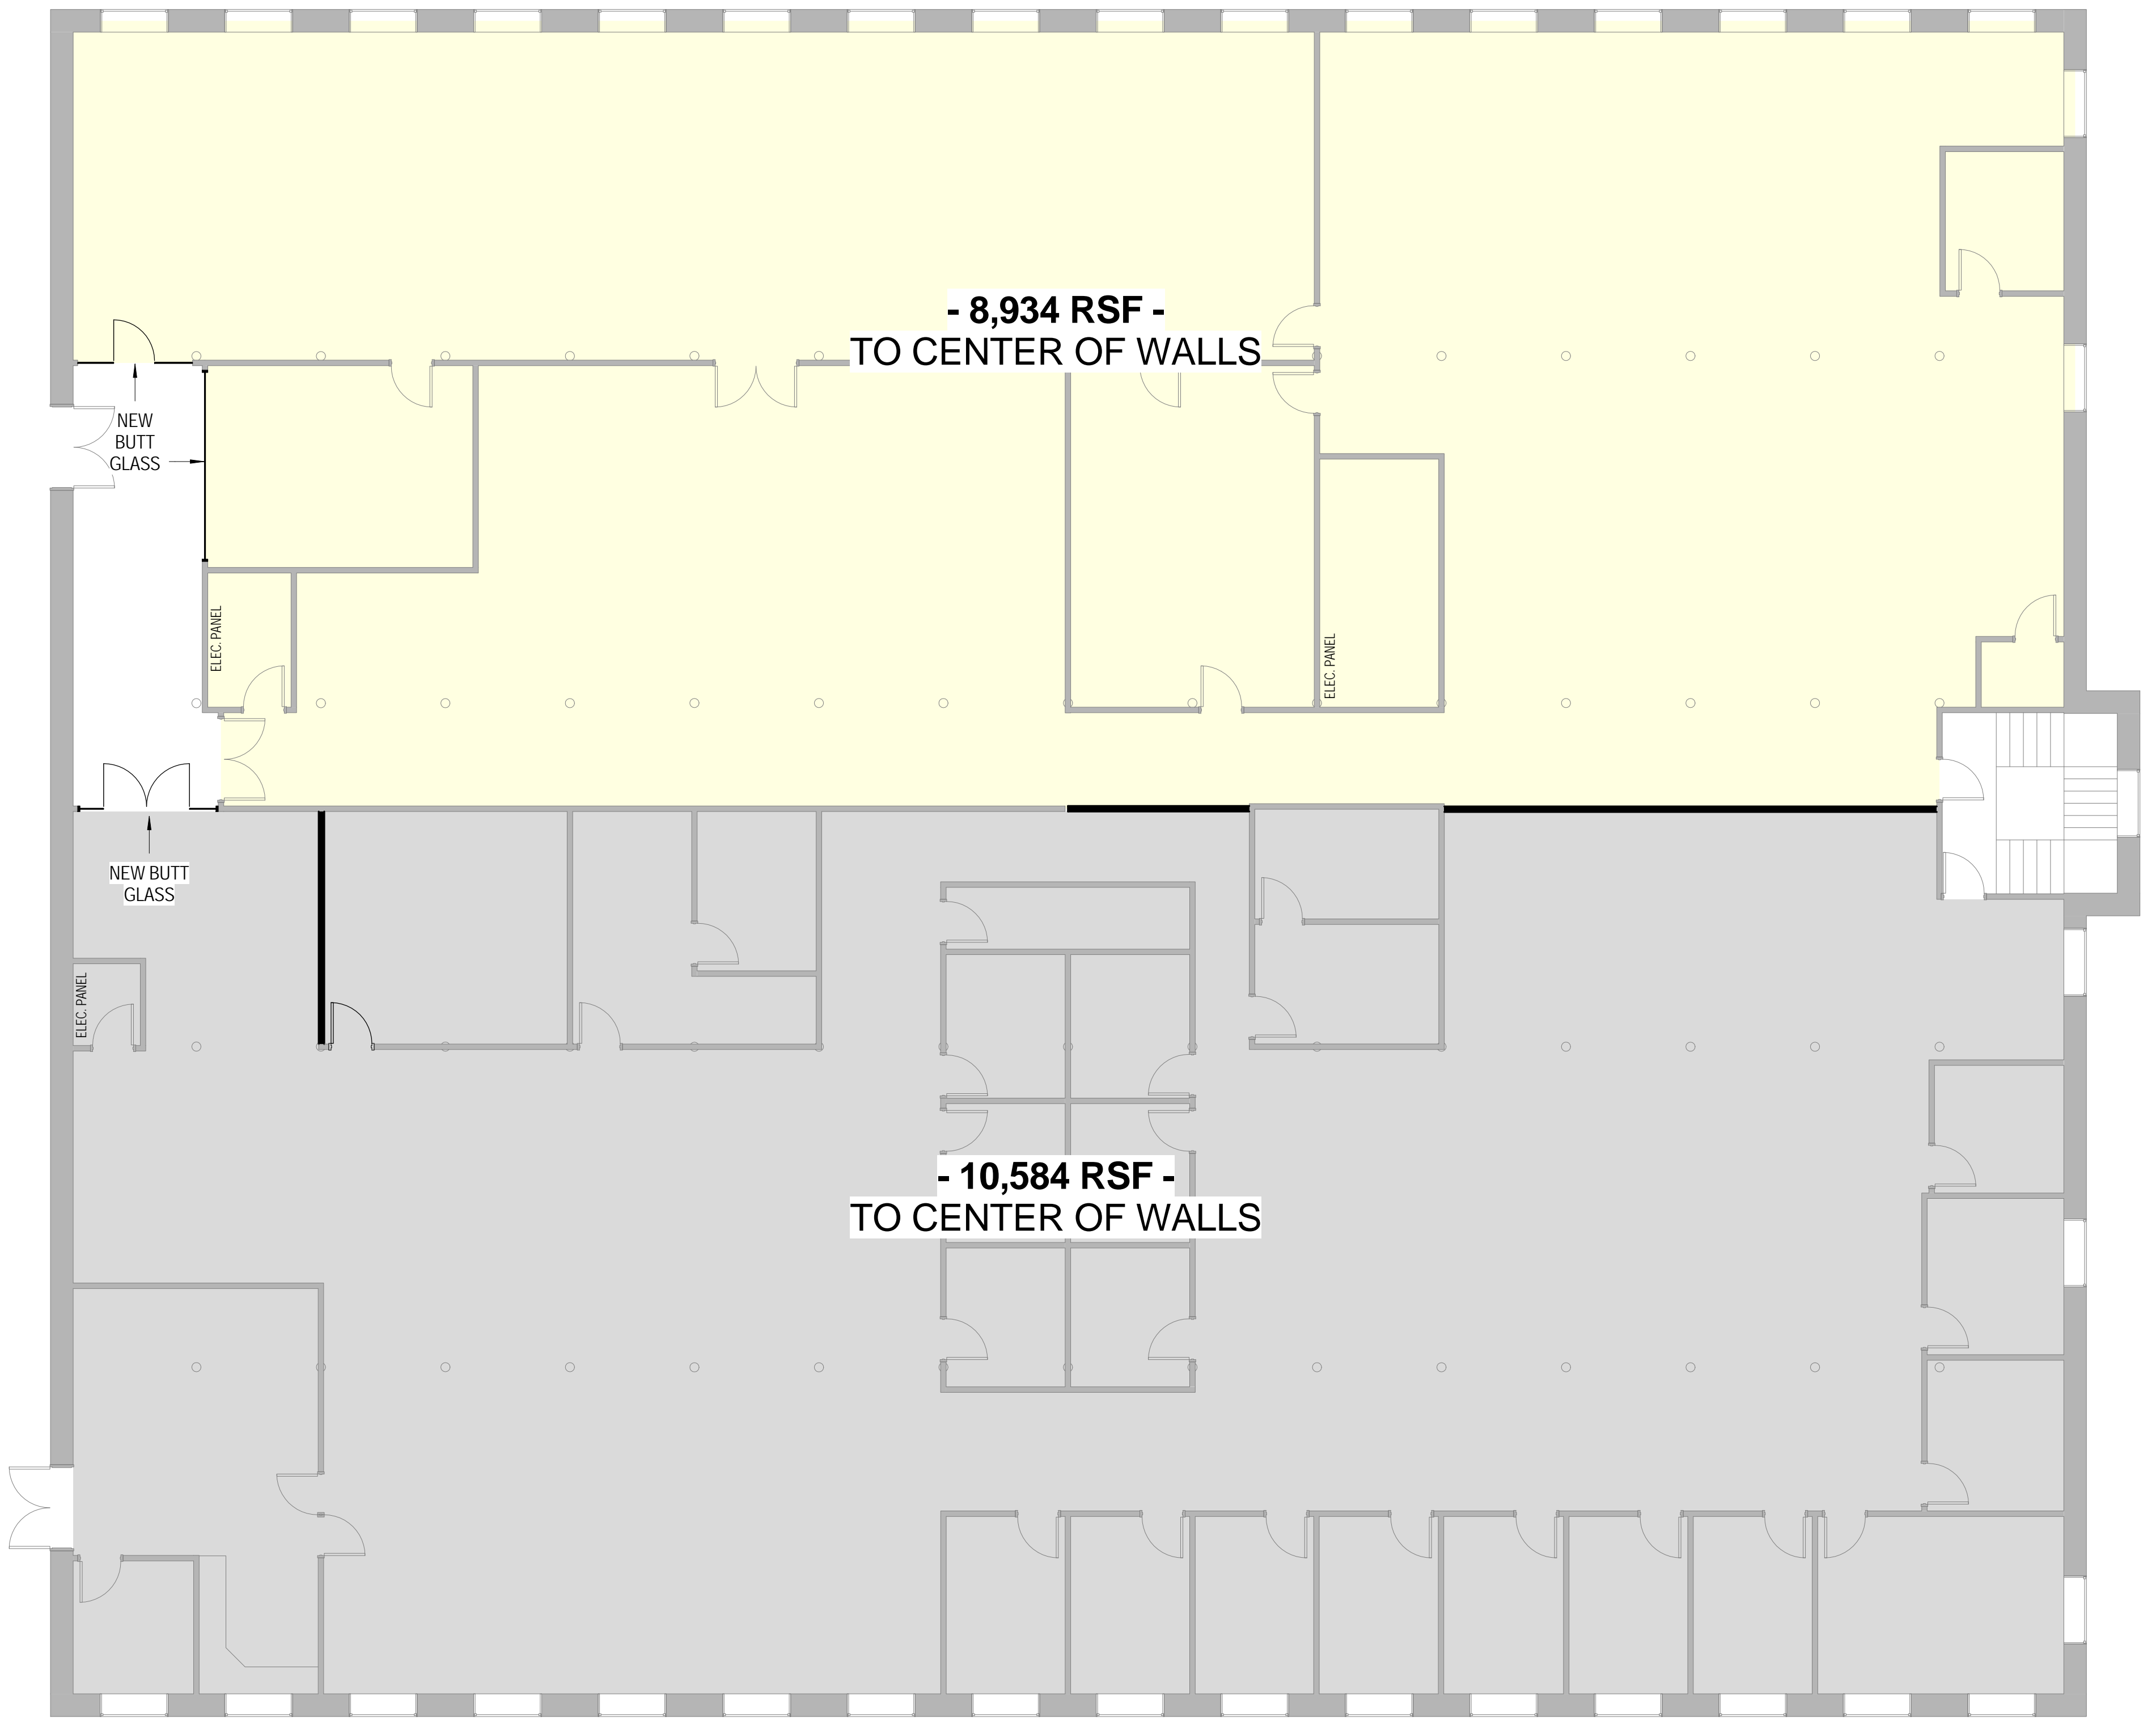 - 8,934 RSF -
TO CENTER OF WALLS
NEW
BUTT
GLASS
ELEC. PANEL
ELEC. PANEL
NEW BUTT
GLASS
ELEC. PANEL
- 10,584 RSF -
TO CENTER OF WALLS